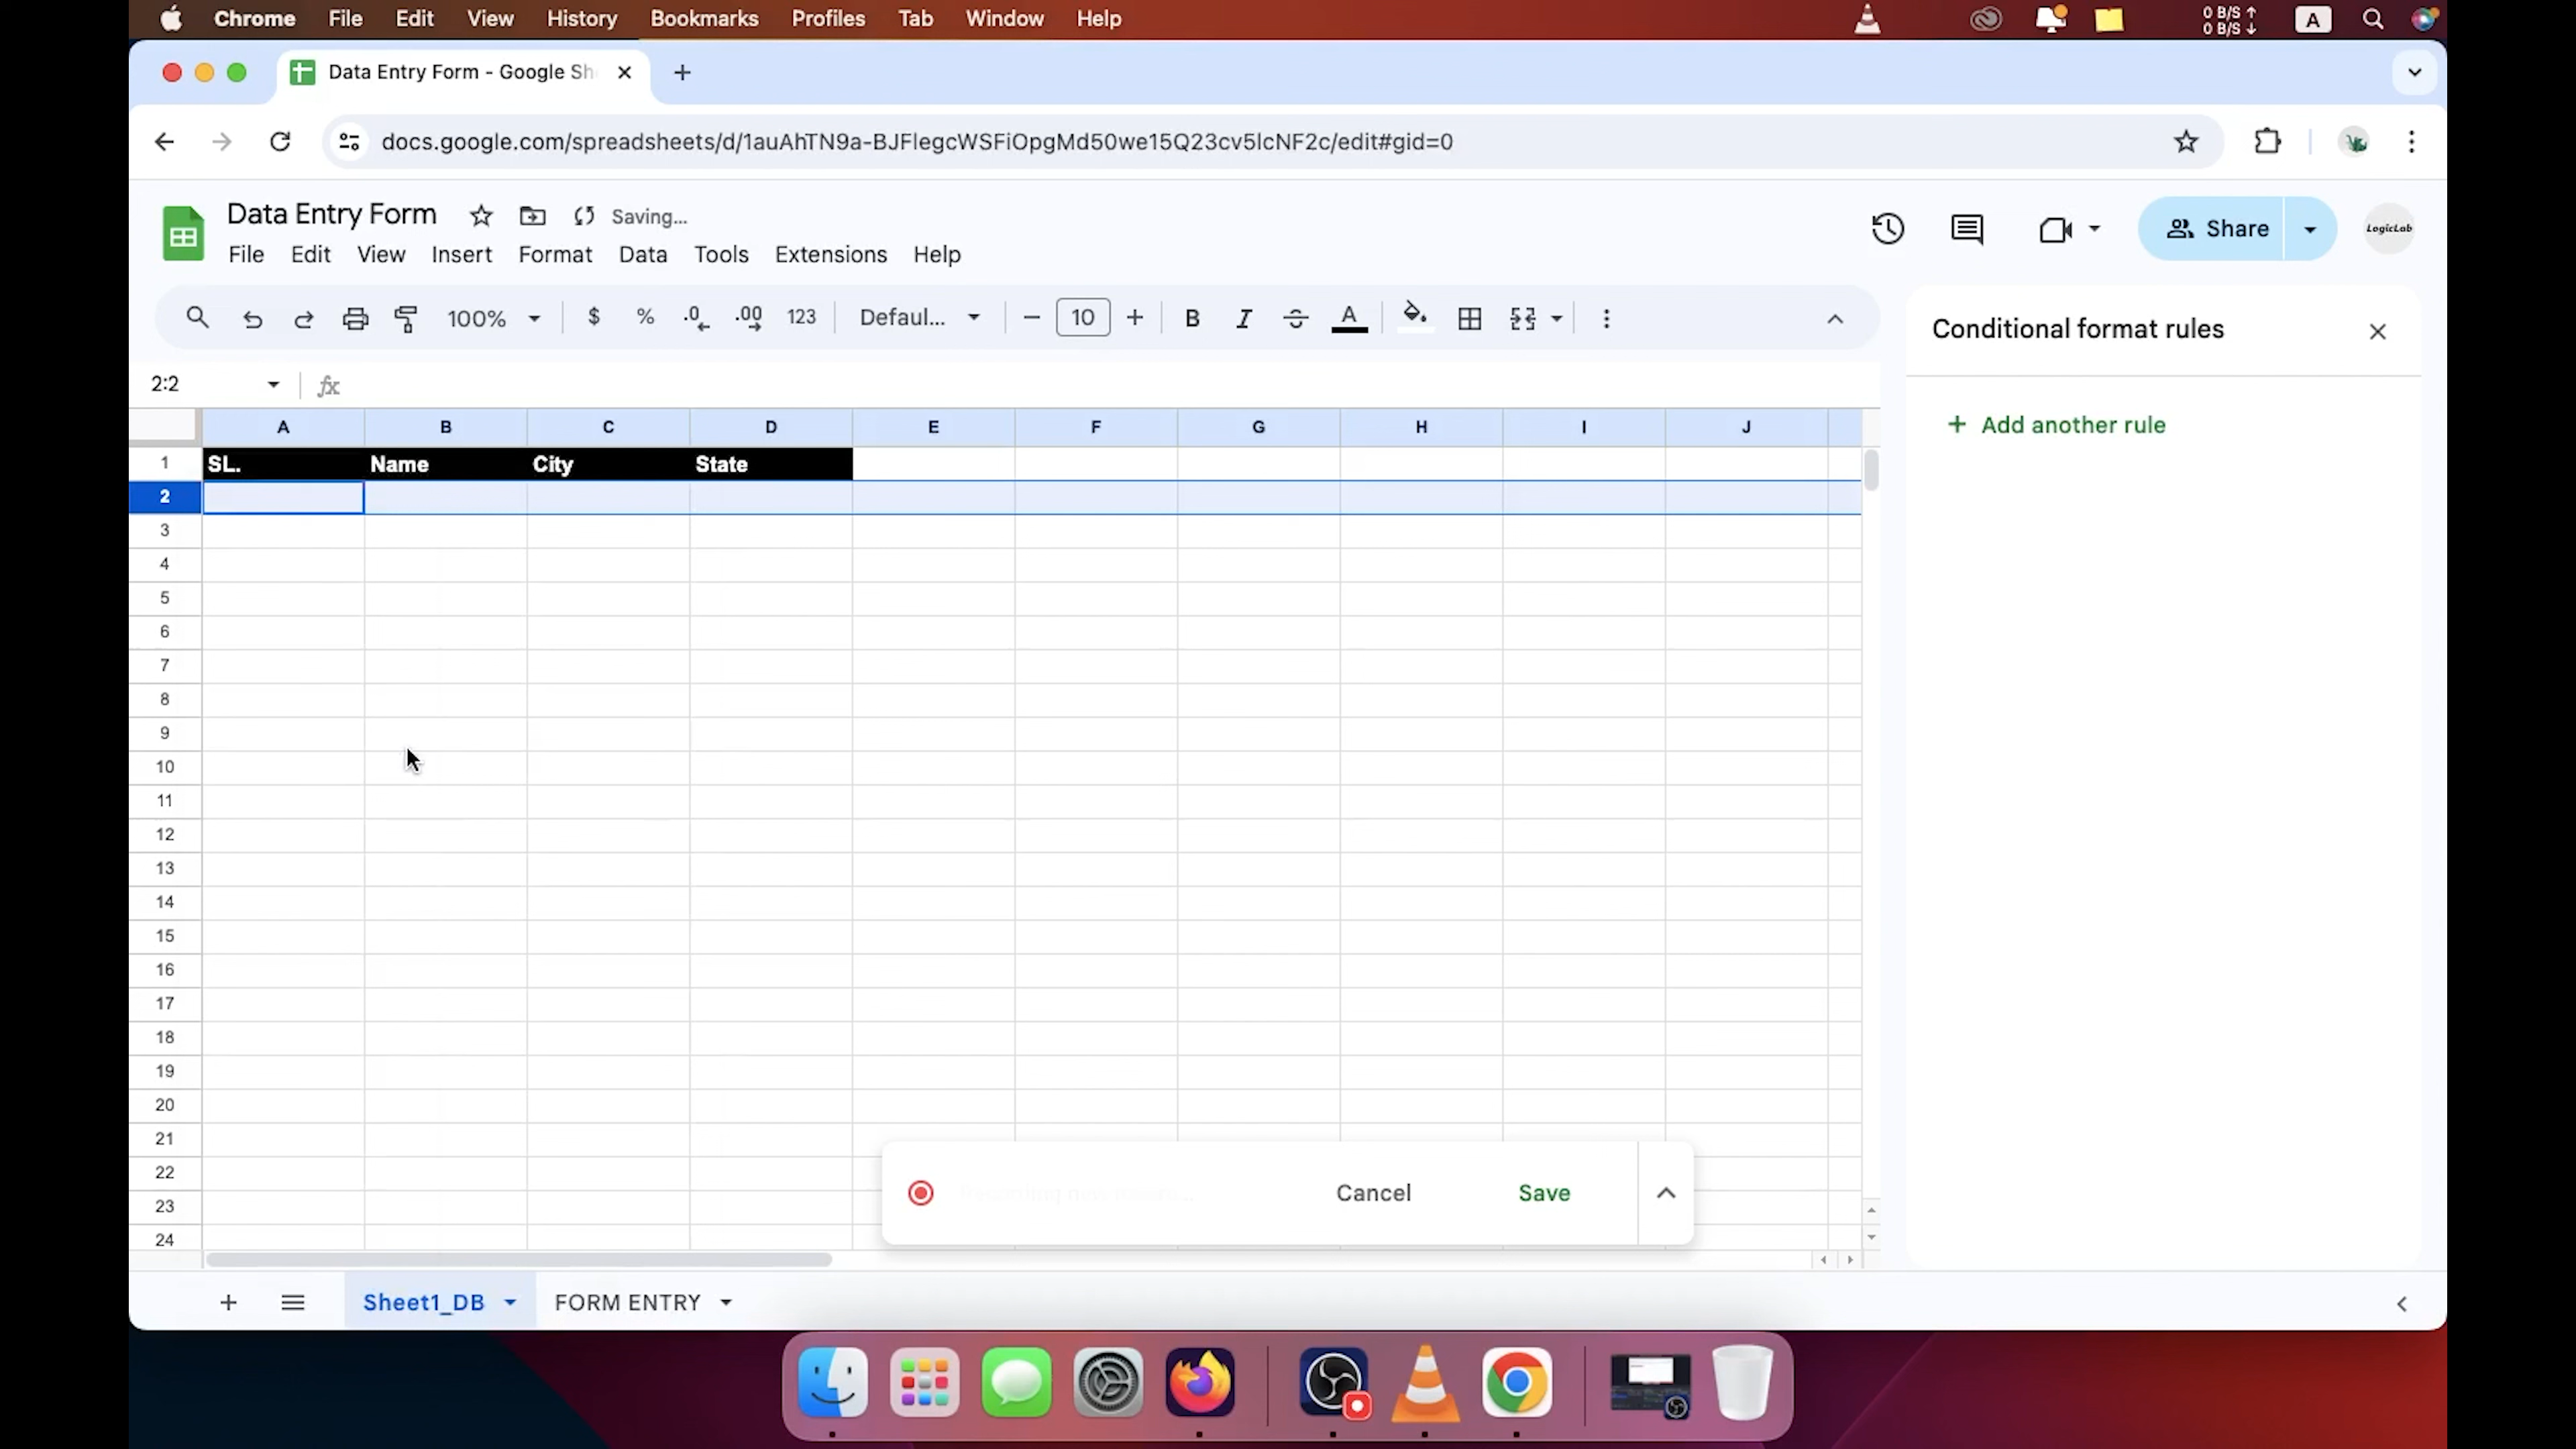 Chrome File Edit View History Bookmarks Profiles Tab Window Help
0 B/S ↑
0 B/S ↓
A
Data Entry Form - Google Sh
docs.google.com/spreadsheets/d/1auAhTN9a-BJFlegcWSFiOpgMd50we15Q23cv5lcNF2c/edit#gid=0
Data Entry Form Saving...
File Edit View Insert Format Data Tools Extensions Help
Share
LogicLab
100% $ % .0 .00 123 Defaul... − 10 + B I A
Conditional format rules
2:2 fx
+ Add another rule
A B C D E F G H I J
1 SL. Name City State
2
3
4
5
6
7
8
9
10
11
12
13
14
15
16
17
18
19
20
21
22
23
24
Cancel Save
+ Sheet1_DB FORM ENTRY